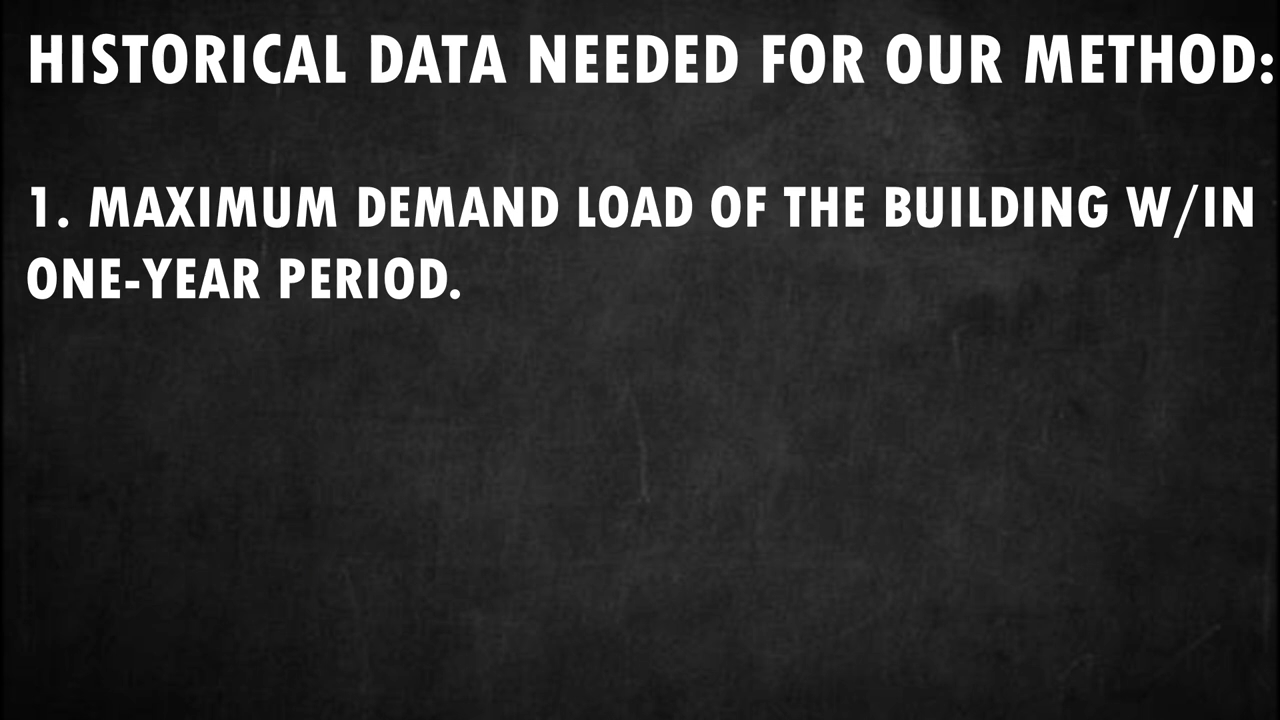 HISTORICAL DATA NEEDED FOR OUR METHOD:
1. MAXIMUM DEMAND LOAD OF THE BUILDING W/IN
ONE-YEAR PERIOD.